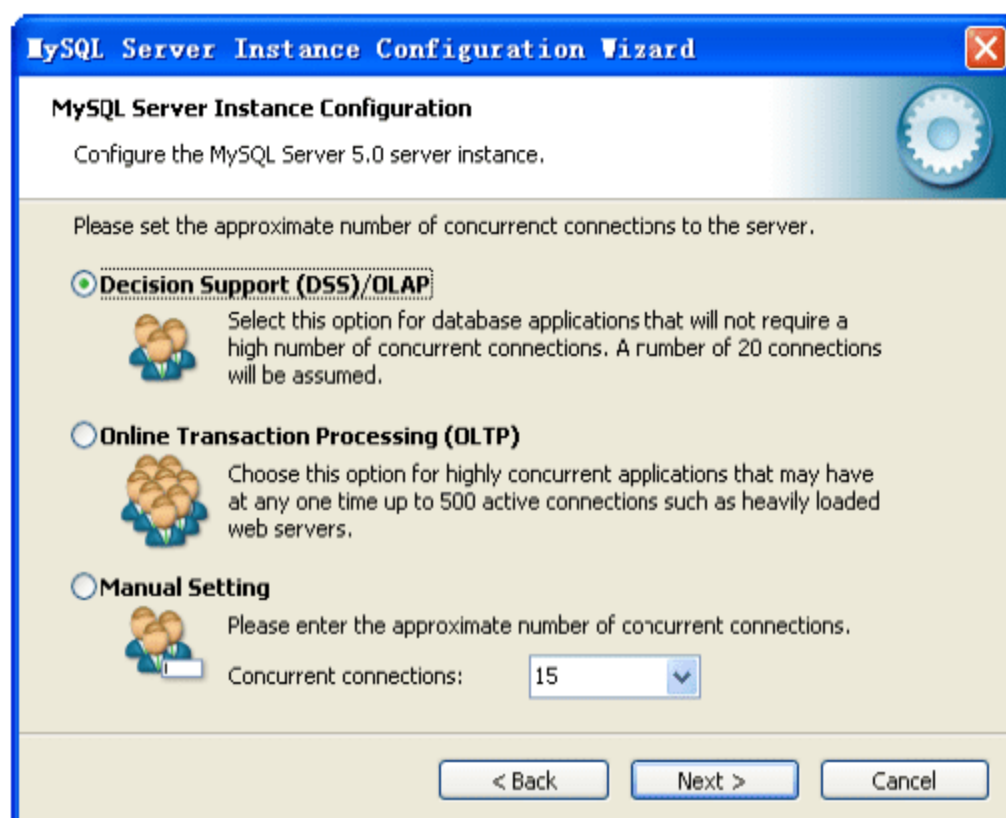 MySQL Server Instance Configuration Wizard
MySQL Server Instance Configuration
Configure the MySQL Server 5.0 server instance.
Please set the approximate number of concurrenct connections to the server.
Decision Support (DSS)/OLAP
Select this option for database applications that will not require a
high number of concurrent connections. A number of 20 connections
will be assumed.
Online Transaction Processing (OLTP)
Choose this option for highly concurrent applications that may have
at any one time up to 500 active connections such as heavily loaded
web servers.
Manual Setting
Please enter the approximate number of concurrent connections.
Concurrent connections: 15
< Back Next > Cancel